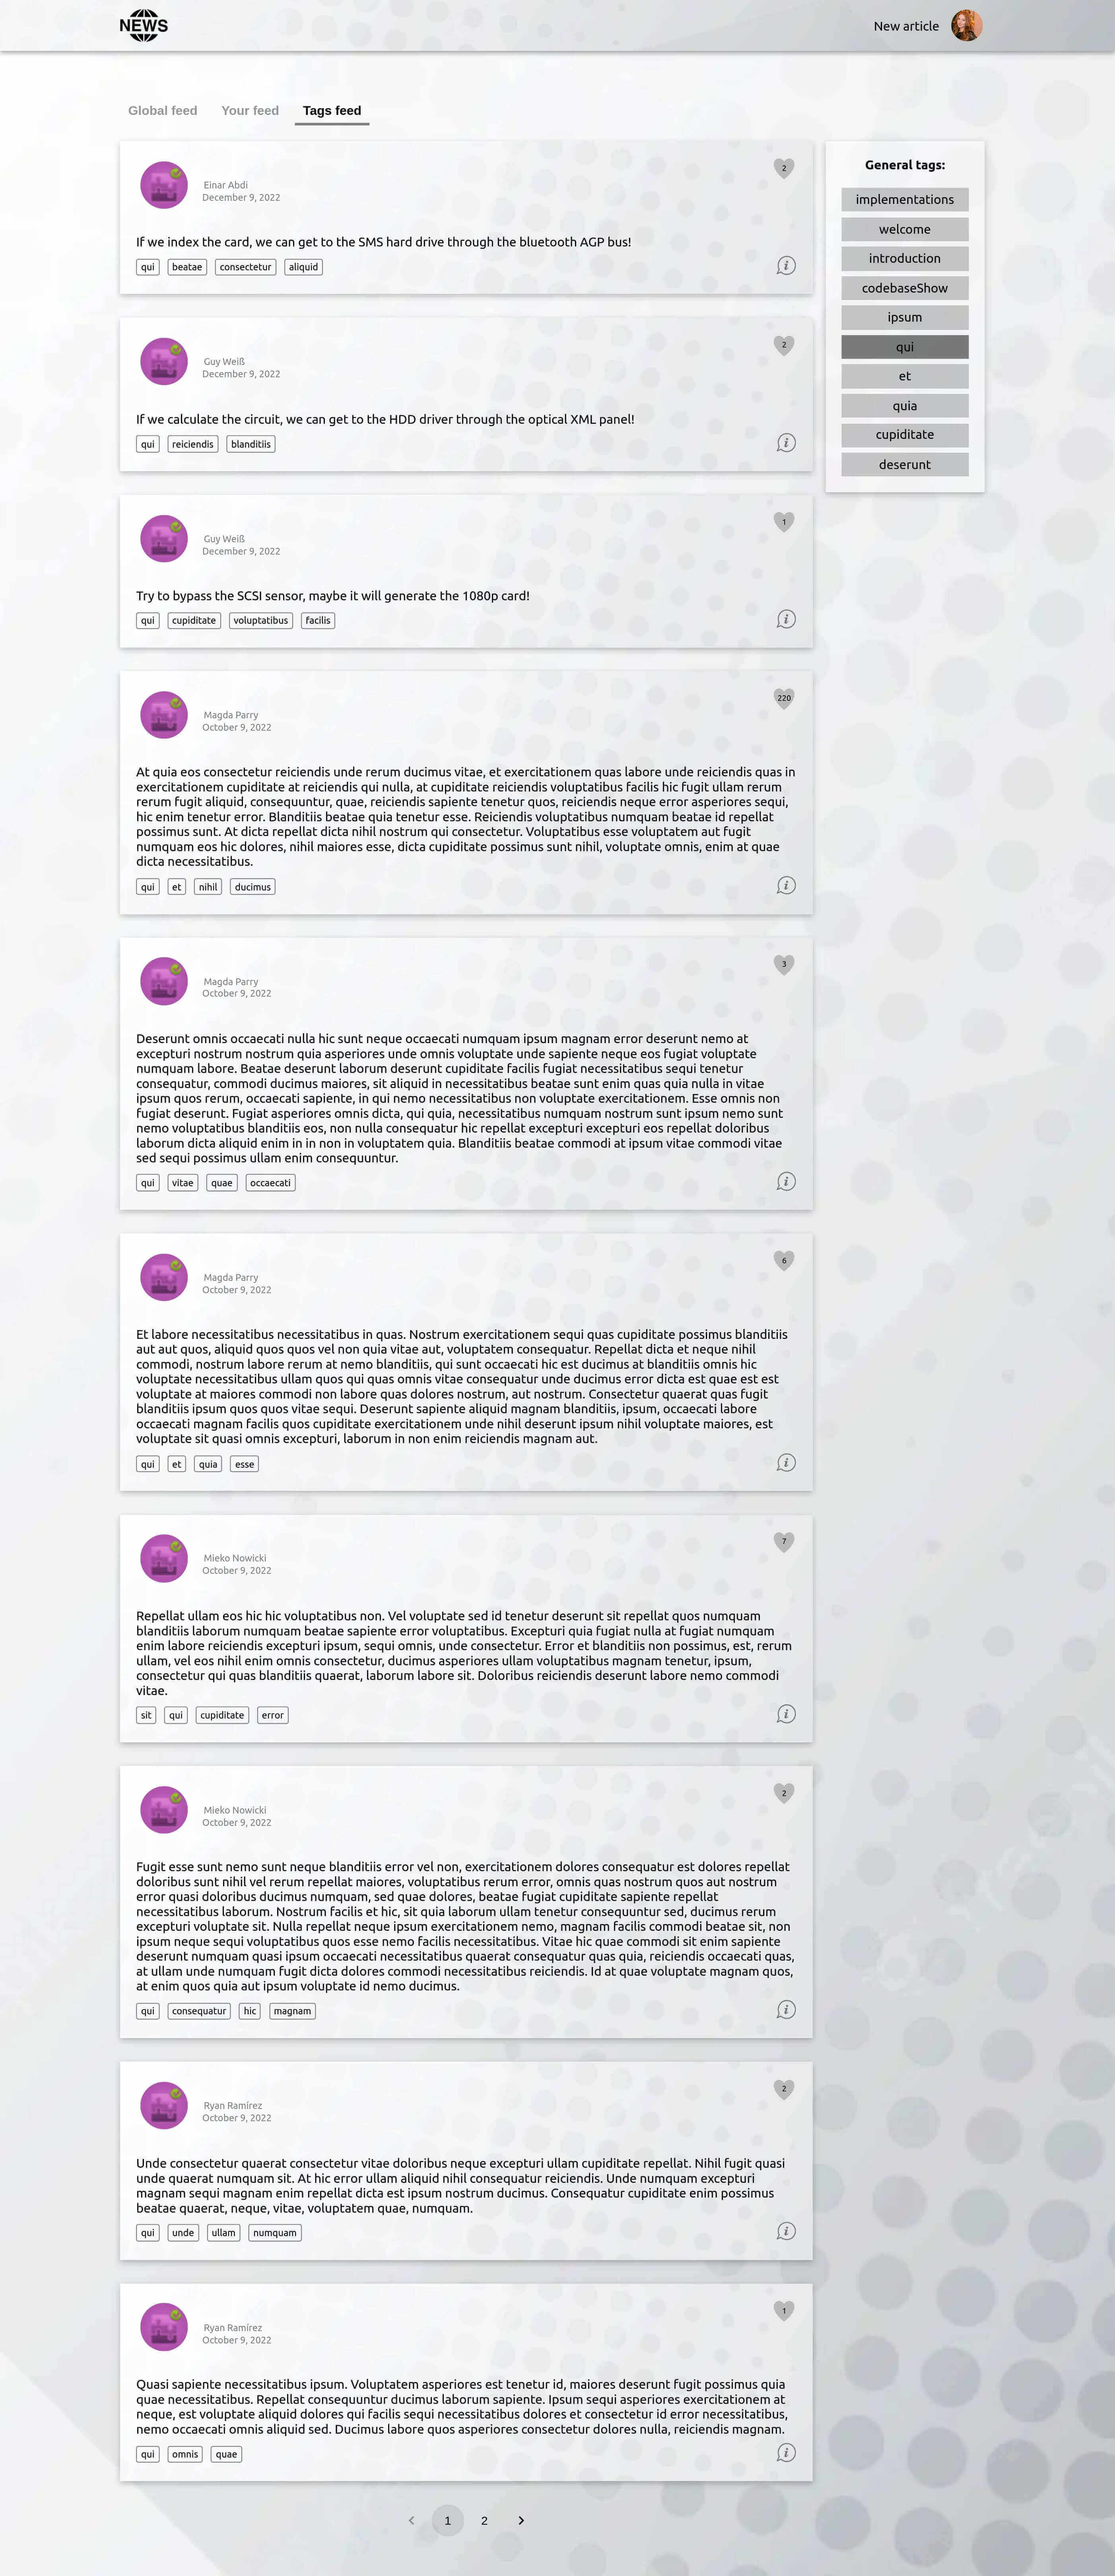 NEWS
New article
Global feed Your feed Tags feed
2
Einar Abdi
December 9, 2022
If we index the card, we can get to the SMS hard drive through the bluetooth AGP bus!
qui beatae consectetur aliquid
General tags:
implementations
welcome
introduction
codebaseShow
ipsum
qui
et
quia
cupiditate
deserunt
2
Guy Weiß
December 9, 2022
If we calculate the circuit, we can get to the HDD driver through the optical XML panel!
qui reiciendis blanditiis
1
Guy Weiß
December 9, 2022
Try to bypass the SCSI sensor, maybe it will generate the 1080p card!
qui cupiditate voluptatibus facilis
220
Magda Parry
October 9, 2022
At quia eos consectetur reiciendis unde rerum ducimus vitae, et exercitationem quas labore unde reiciendis quas in
exercitationem cupiditate at reiciendis qui nulla, at cupiditate reiciendis voluptatibus facilis hic fugit ullam rerum
rerum fugit aliquid, consequuntur, quae, reiciendis sapiente tenetur quos, reiciendis neque error asperiores sequi,
hic enim tenetur error. Blanditiis beatae quia tenetur esse. Reiciendis voluptatibus numquam beatae id repellat
possimus sunt. At dicta repellat dicta nihil nostrum qui consectetur. Voluptatibus esse voluptatem aut fugit
numquam eos hic dolores, nihil maiores esse, dicta cupiditate possimus sunt nihil, voluptate omnis, enim at quae
dicta necessitatibus.
qui et nihil ducimus
3
Magda Parry
October 9, 2022
Deserunt omnis occaecati nulla hic sunt neque occaecati numquam ipsum magnam error deserunt nemo at
excepturi nostrum nostrum quia asperiores unde omnis voluptate unde sapiente neque eos fugiat voluptate
numquam labore. Beatae deserunt laborum deserunt cupiditate facilis fugiat necessitatibus sequi tenetur
consequatur, commodi ducimus maiores, sit aliquid in necessitatibus beatae sunt enim quas quia nulla in vitae
ipsum quos rerum, occaecati sapiente, in qui nemo necessitatibus non voluptate exercitationem. Esse omnis non
fugiat deserunt. Fugiat asperiores omnis dicta, qui quia, necessitatibus numquam nostrum sunt ipsum nemo sunt
nemo voluptatibus blanditiis eos, non nulla consequatur hic repellat excepturi excepturi eos repellat doloribus
laborum dicta aliquid enim in in non in voluptatem quia. Blanditiis beatae commodi at ipsum vitae commodi vitae
sed sequi possimus ullam enim consequuntur.
qui vitae quae occaecati
6
Magda Parry
October 9, 2022
Et labore necessitatibus necessitatibus in quas. Nostrum exercitationem sequi quas cupiditate possimus blanditiis
aut aut quos, aliquid quos quos vel non quia vitae aut, voluptatem consequatur. Repellat dicta et neque nihil
commodi, nostrum labore rerum at nemo blanditiis, qui sunt occaecati hic est ducimus at blanditiis omnis hic
voluptate necessitatibus ullam quos qui quas omnis vitae consequatur unde ducimus error dicta est quae est est
voluptate at maiores commodi non labore quas dolores nostrum, aut nostrum. Consectetur quaerat quas fugit
blanditiis ipsum quos quos vitae sequi. Deserunt sapiente aliquid magnam blanditiis, ipsum, occaecati labore
occaecati magnam facilis quos cupiditate exercitationem unde nihil deserunt ipsum nihil voluptate maiores, est
voluptate sit quasi omnis excepturi, laborum in non enim reiciendis magnam aut.
qui et quia esse
7
Mieko Nowicki
October 9, 2022
Repellat ullam eos hic hic voluptatibus non. Vel voluptate sed id tenetur deserunt sit repellat quos numquam
blanditiis laborum numquam beatae sapiente error voluptatibus. Excepturi quia fugiat nulla at fugiat numquam
enim labore reiciendis excepturi ipsum, sequi omnis, unde consectetur. Error et blanditiis non possimus, est, rerum
ullam, vel eos nihil enim omnis consectetur, ducimus asperiores ullam voluptatibus magnam tenetur, ipsum,
consectetur qui quas blanditiis quaerat, laborum labore sit. Doloribus reiciendis deserunt labore nemo commodi
vitae.
sit qui cupiditate error
2
Mieko Nowicki
October 9, 2022
Fugit esse sunt nemo sunt neque blanditiis error vel non, exercitationem dolores consequatur est dolores repellat
doloribus sunt nihil vel rerum repellat maiores, voluptatibus rerum error, omnis quas nostrum quos aut nostrum
error quasi doloribus ducimus numquam, sed quae dolores, beatae fugiat cupiditate sapiente repellat
necessitatibus laborum. Nostrum facilis et hic, sit quia laborum ullam tenetur consequuntur sed, ducimus rerum
excepturi voluptate sit. Nulla repellat neque ipsum exercitationem nemo, magnam facilis commodi beatae sit, non
ipsum neque sequi voluptatibus quos esse nemo facilis necessitatibus. Vitae hic quae commodi sit enim sapiente
deserunt numquam quasi ipsum occaecati necessitatibus quaerat consequatur quas quia, reiciendis occaecati quas,
at ullam unde numquam fugit dicta dolores commodi necessitatibus reiciendis. Id at quae voluptate magnam quos,
at enim quos quia aut ipsum voluptate id nemo ducimus.
qui consequatur hic magnam
2
Ryan Ramírez
October 9, 2022
Unde consectetur quaerat consectetur vitae doloribus neque excepturi ullam cupiditate repellat. Nihil fugit quasi
unde quaerat numquam sit. At hic error ullam aliquid nihil consequatur reiciendis. Unde numquam excepturi
magnam sequi magnam enim repellat dicta est ipsum nostrum ducimus. Consequatur cupiditate enim possimus
beatae quaerat, neque, vitae, voluptatem quae, numquam.
qui unde ullam numquam
1
Ryan Ramírez
October 9, 2022
Quasi sapiente necessitatibus ipsum. Voluptatem asperiores est tenetur id, maiores deserunt fugit possimus quia
quae necessitatibus. Repellat consequuntur ducimus laborum sapiente. Ipsum sequi asperiores exercitationem at
neque, est voluptate aliquid dolores qui facilis sequi necessitatibus dolores et consectetur id error necessitatibus,
nemo occaecati omnis aliquid sed. Ducimus labore quos asperiores consectetur dolores nulla, reiciendis magnam.
qui omnis quae
1 2